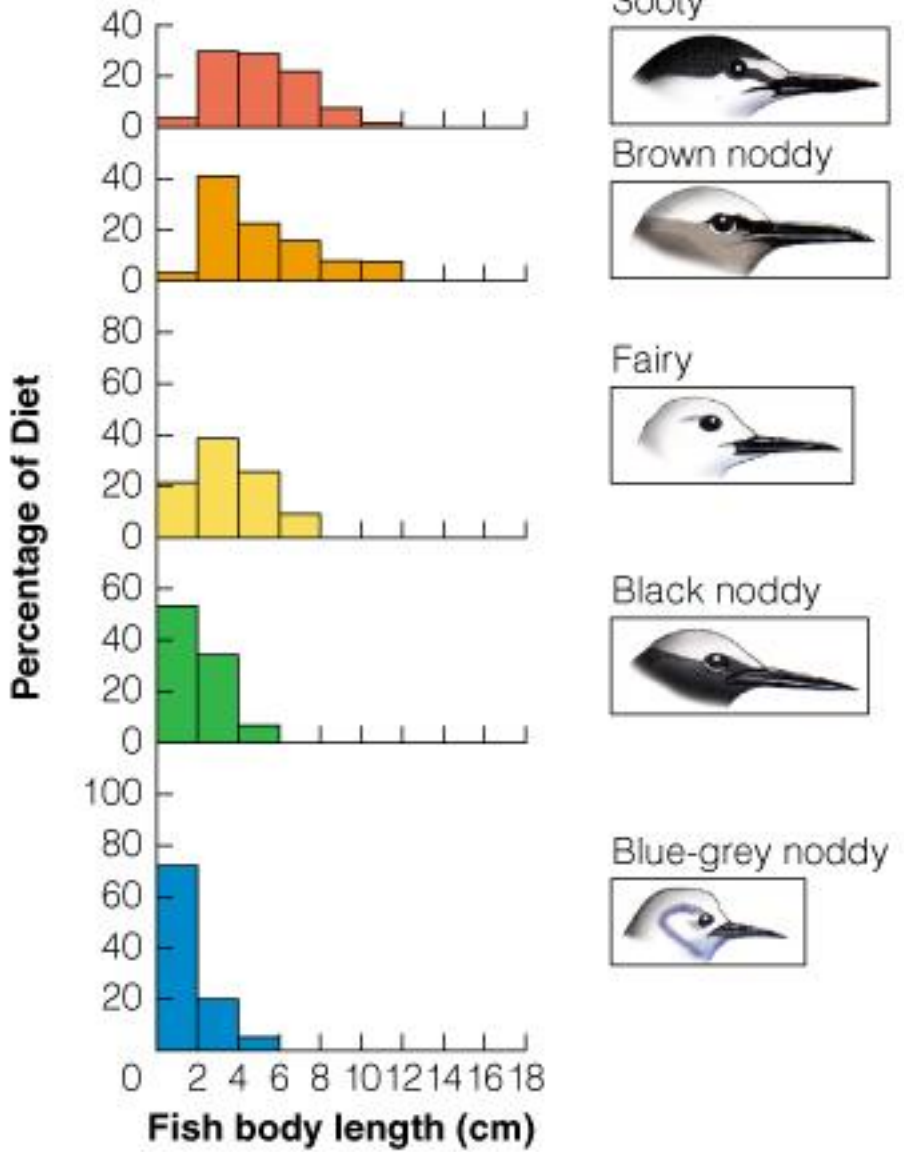 Sooty
40
20
0
Brown noddy
40
20
0
Fairy
80
60
40
20
0
Black noddy
60
40
20
0
Blue-grey noddy
100
80
60
40
20
0 2 4 6 8 10 12 14 16 18
Percentage of Diet
Fish body length (cm)